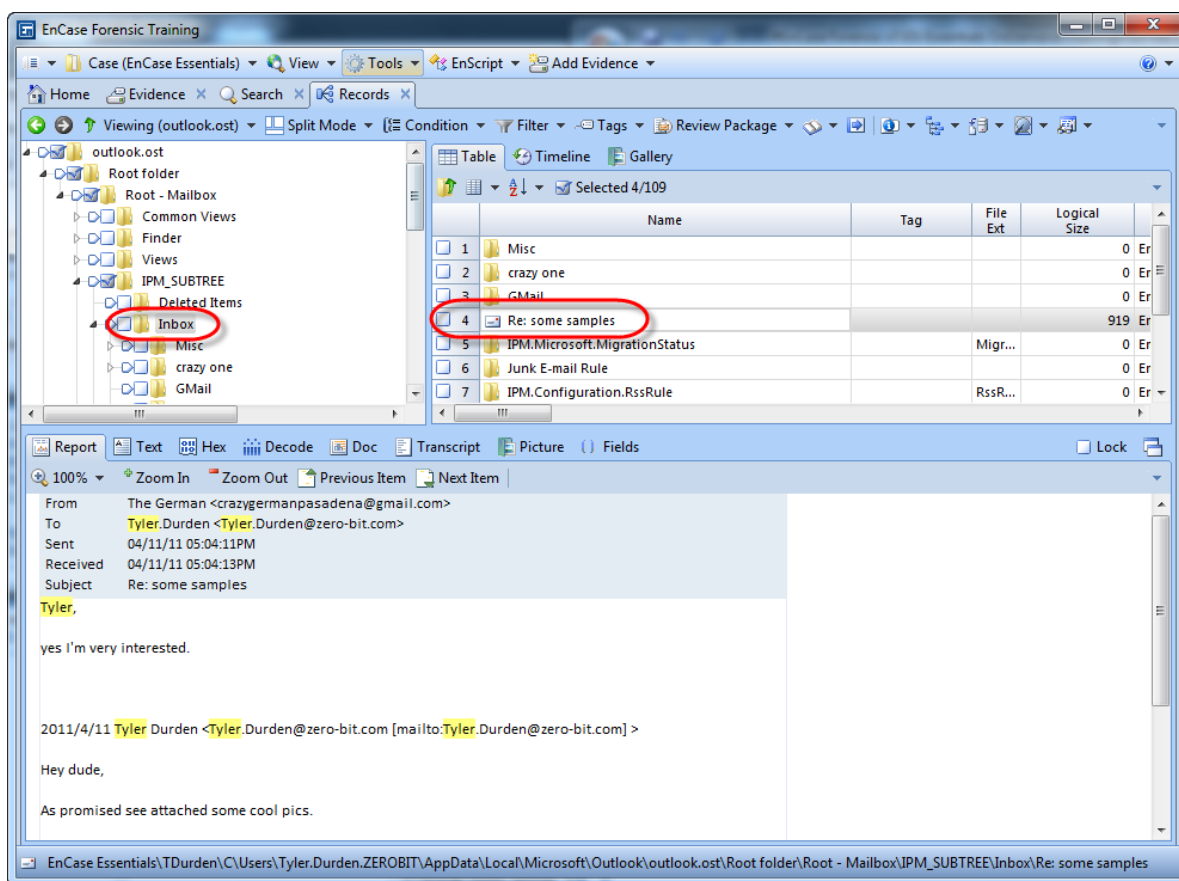 EnCase Forensic Training
Case (EnCase Essentials) View Tools EnScript Add Evidence
Home Evidence Search Records
Viewing (outlook.ost) Split Mode Condition Filter Tags Review Package
outlook.ost
Root folder
Root - Mailbox
Common Views
Finder
Views
IPM_SUBTREE
Deleted Items
Inbox
Misc
crazy one
GMail
Table Timeline Gallery
Selected 4/109
Name Tag File Ext Logical Size
1 Misc 0 Er
2 crazy one 0 Er
3 GMail 0 Er
4 Re: some samples 919 Er
5 IPM.Microsoft.MigrationStatus Migr... 0 Er
6 Junk E-mail Rule 0 Er
7 IPM.Configuration.RssRule RssR... 0 Er
Report Text Hex Decode Doc Transcript Picture Fields Lock
100% Zoom In Zoom Out Previous Item Next Item
From The German <crazygermanpasadena@gmail.com>
To Tyler.Durden <Tyler.Durden@zero-bit.com>
Sent 04/11/11 05:04:11PM
Received 04/11/11 05:04:13PM
Subject Re: some samples
Tyler,
yes I'm very interested.
2011/4/11 Tyler Durden <Tyler.Durden@zero-bit.com [mailto:Tyler.Durden@zero-bit.com] >
Hey dude,
As promised see attached some cool pics.
EnCase Essentials\TDurden\C\Users\Tyler.Durden.ZEROBIT\AppData\Local\Microsoft\Outlook\outlook.ost\Root folder\Root - Mailbox\IPM_SUBTREE\Inbox\Re: some samples